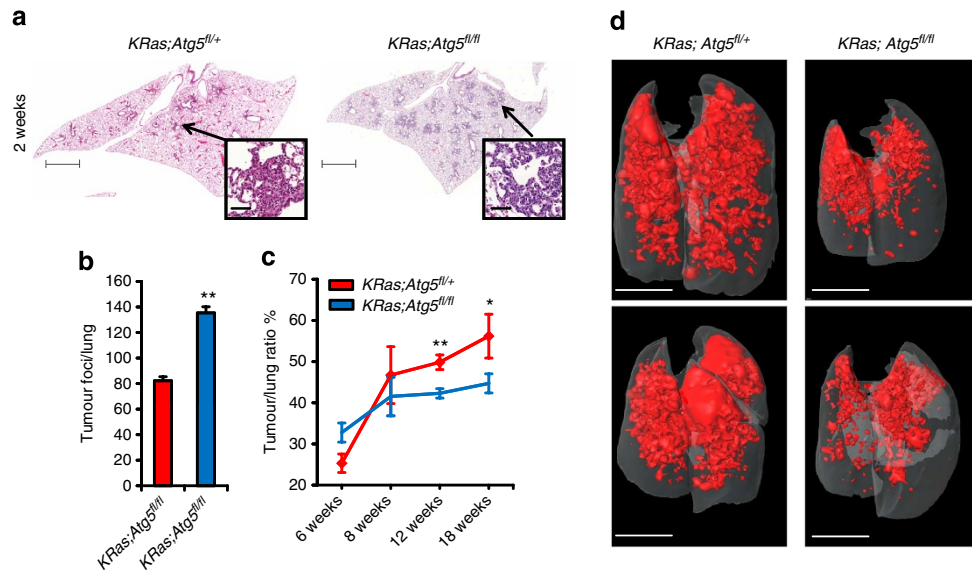 a
KRas;Atg5fl/+
KRas;Atg5fl/fl
2 weeks
b
160
140
120
100
80
60
40
20
0
Tumour foci/lung
**
KRas;Atg5fl/fl
KRas;Atg5fl/fl
c
70
60
50
40
30
20
Tumour/lung ratio %
KRas;Atg5fl/+
KRas;Atg5fl/fl
**
*
6 weeks
8 weeks
12 weeks
18 weeks
d
KRas; Atg5fl/+
KRas; Atg5fl/fl